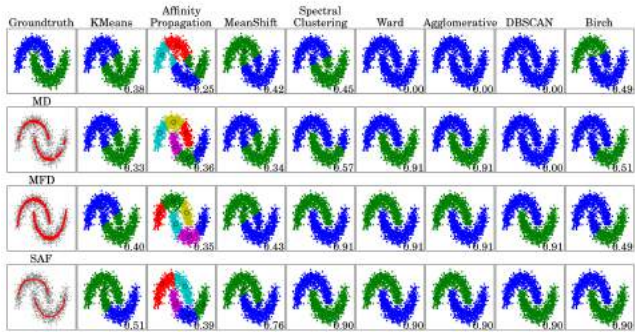 Groundtruth KMeans Affinity Propagation MeanShift Spectral Clustering Ward Agglomerative DBSCAN Birch
0.38 0.25 0.42 0.45 0.00 0.00 0.00 0.49
MD
0.33 0.36 0.34 0.57 0.91 0.91 0.00 0.51
MFD
0.40 0.35 0.43 0.91 0.91 0.91 0.91 0.49
SAF
0.51 0.39 0.76 0.90 0.90 0.90 0.90 0.90